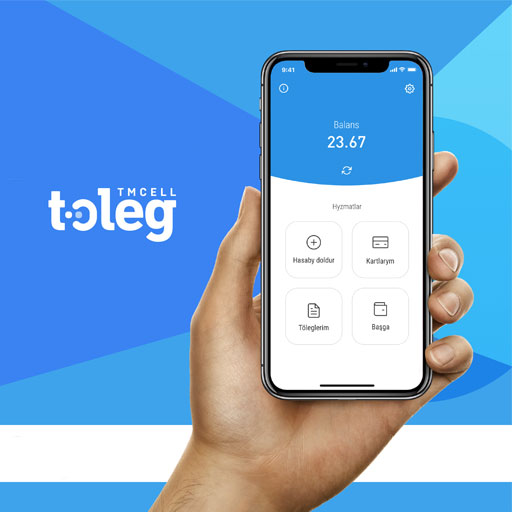 TMCELL
töleg
9:41
Balans
23.67
Hyzmatlar
Hasaby doldur
Kartlarym
Töleglerim
Başga